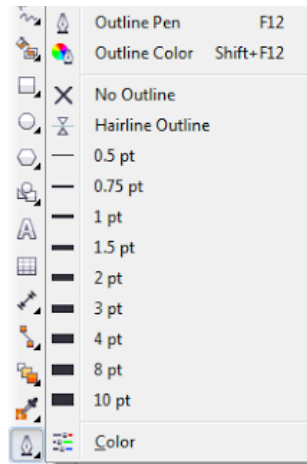 Outline Pen F12
Outline Color Shift+F12
No Outline
Hairline Outline
0.5 pt
0.75 pt
1 pt
1.5 pt
2 pt
3 pt
4 pt
8 pt
10 pt
Color